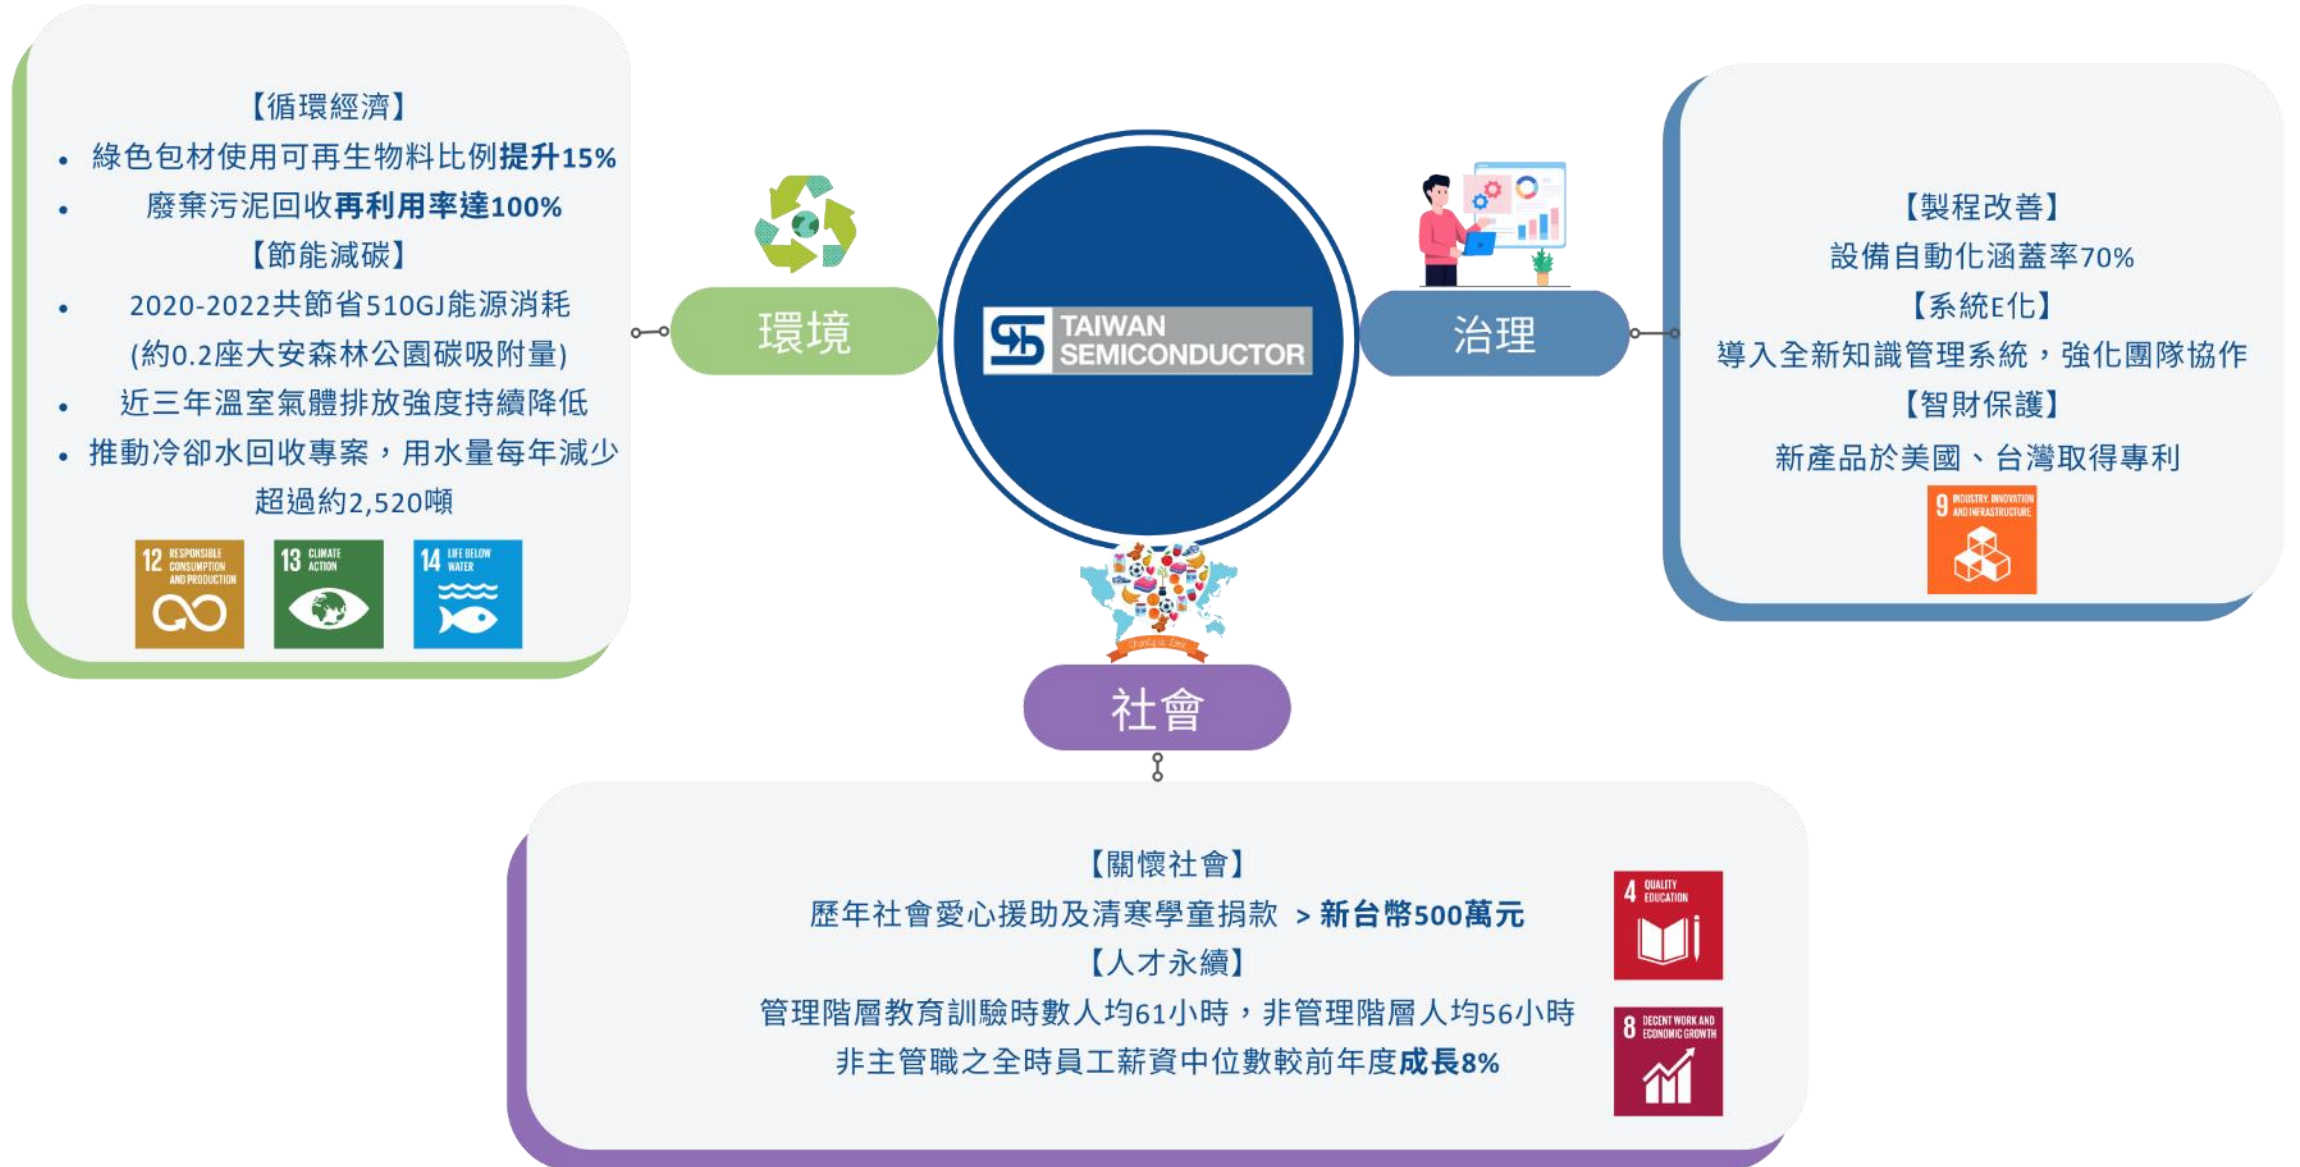 【循環經濟】
• 綠色包材使用可再生物料比例提升15%
• 廢棄污泥回收再利用率達100%
【節能減碳】
• 2020-2022共節省510GJ能源消耗
(約0.2座大安森林公園碳吸附量)
• 近三年溫室氣體排放強度持續降低
• 推動冷卻水回收專案，用水量每年減少
超過約2,520噸
12 RESPONSIBLE
CONSUMPTION
AND PRODUCTION
13 CLIMATE
ACTION
14 LIFE BELOW
WATER
環境
TAIWAN
SEMICONDUCTOR
治理
【製程改善】
設備自動化涵蓋率70%
【系統E化】
導入全新知識管理系統，強化團隊協作
【智財保護】
新產品於美國、台灣取得專利
9 INDUSTRY, INNOVATION
AND INFRASTRUCTURE
社會
【關懷社會】
歷年社會愛心援助及清寒學童捐款 > 新台幣500萬元
【人才永續】
管理階層教育訓驗時數人均61小時，非管理階層人均56小時
非主管職之全時員工薪資中位數較前年度成長8%
4 QUALITY
EDUCATION
8 DECENT WORK AND
ECONOMIC GROWTH